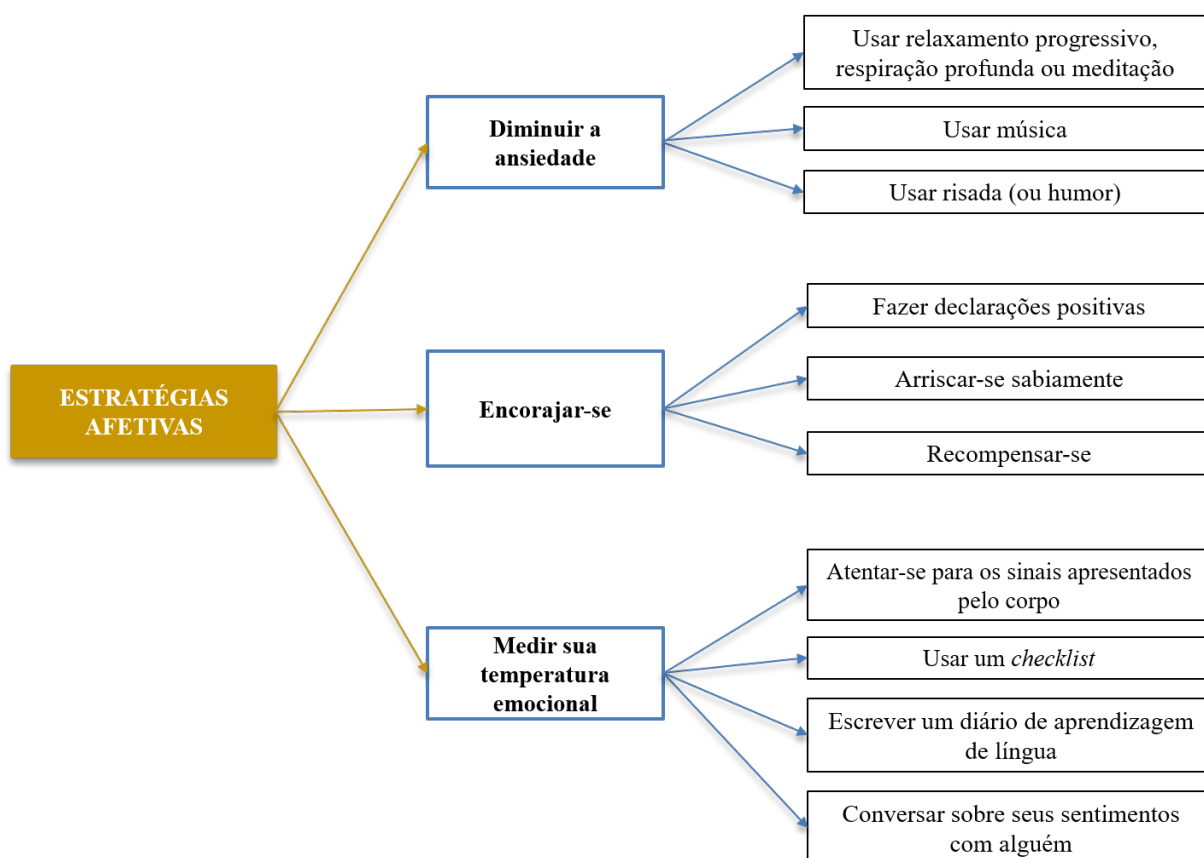 ESTRATÉGIAS
AFETIVAS
Diminuir a
ansiedade
Usar relaxamento progressivo,
respiração profunda ou meditação
Usar música
Usar risada (ou humor)
Encorajar-se
Fazer declarações positivas
Arriscar-se sabiamente
Recompensar-se
Medir sua
temperatura
emocional
Atentar-se para os sinais apresentados
pelo corpo
Usar um checklist
Escrever um diário de aprendizagem
de língua
Conversar sobre seus sentimentos
com alguém